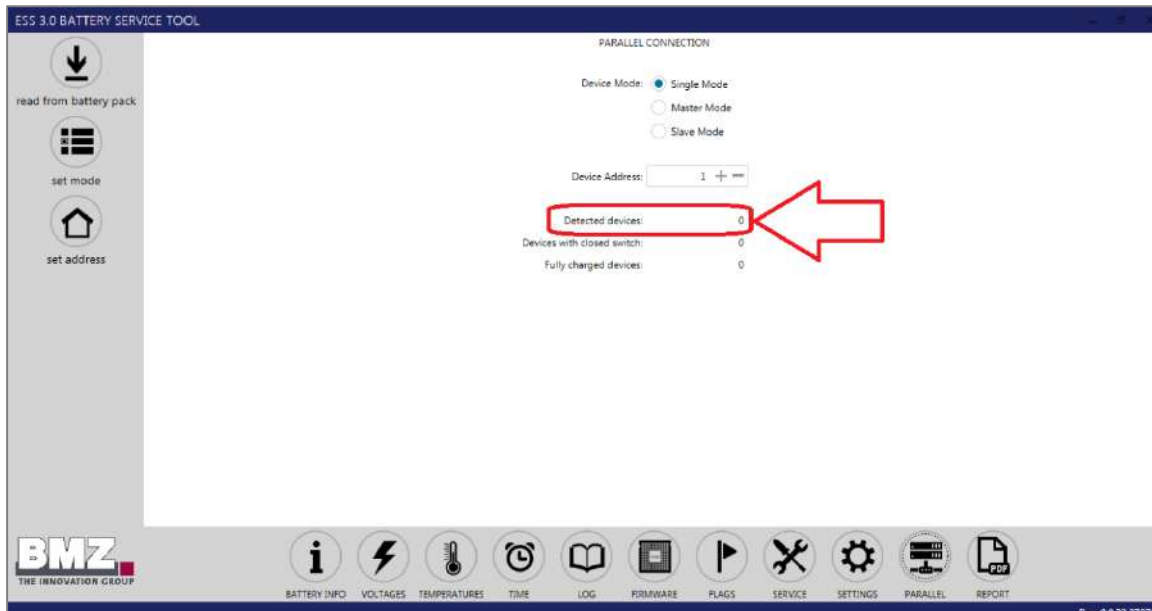 ESS 3.0 BATTERY SERVICE TOOL
read from battery pack
set mode
set address
PARALLEL CONNECTION
Device Mode: Single Mode
Master Mode
Slave Mode
Device Address: 1
Detected devices: 0
Devices with closed switch: 0
Fully charged devices: 0
BMZ
THE INNOVATION GROUP
BATTERY INFO VOLTAGES TEMPERATURES TIME LOG FIRMWARE FLAGS SERVICE SETTINGS PARALLEL REPORT
PDF